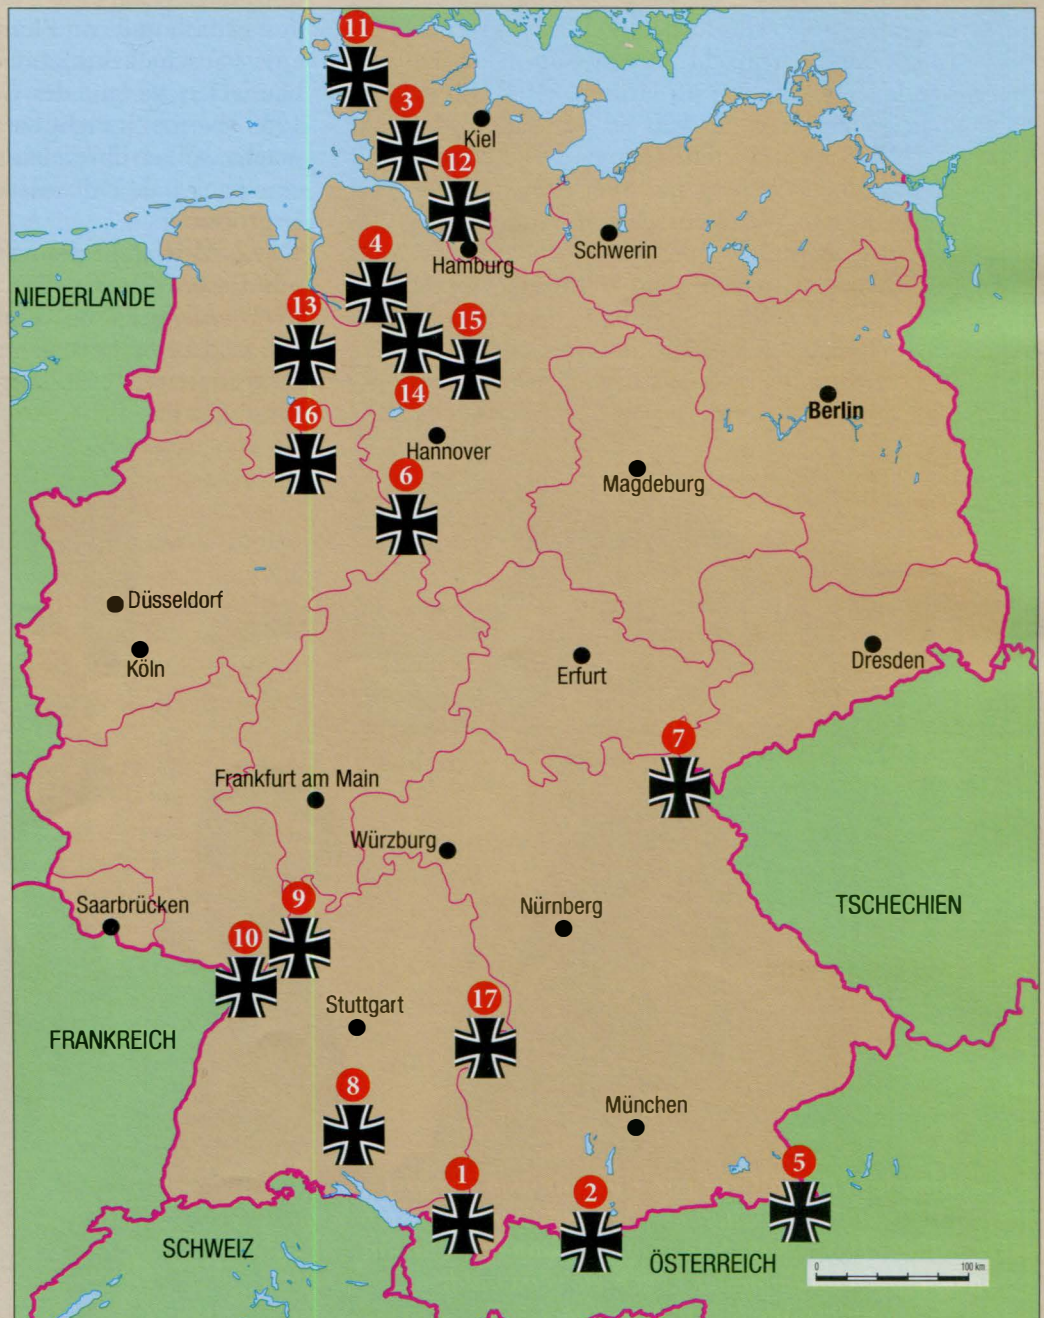 11
3
Kiel
12
Schwerin
4
Hamburg
NIEDERLANDE
13
15
14
Berlin
16
Hannover
6
Magdeburg
Düsseldorf
Köln
Erfurt
Dresden
7
Frankfurt am Main
Würzburg
9
Saarbrücken
Nürnberg
TSCHECHIEN
10
17
Stuttgart
FRANKREICH
8
München
1
2
5
SCHWEIZ
ÖSTERREICH
0 100 km